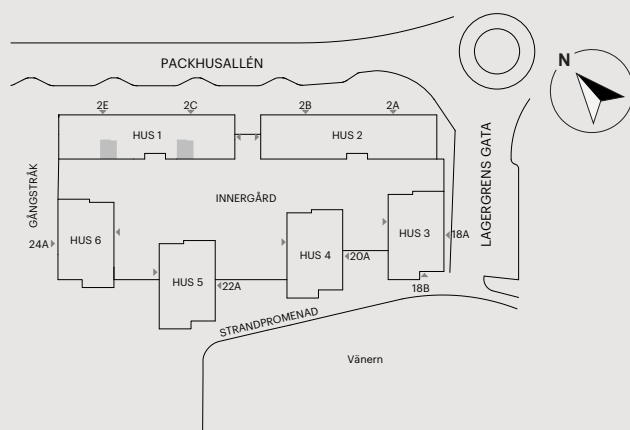 N
PACKHUSALLÉN
2E
2C
2B
2A
HUS 1
HUS 2
LAGERGRENS GATA
GÅNGSTRÅK
INNERGÅRD
24A
HUS 6
HUS 5
22A
HUS 4
20A
HUS 3
18A
18B
STRANDPROMENAD
Vänern